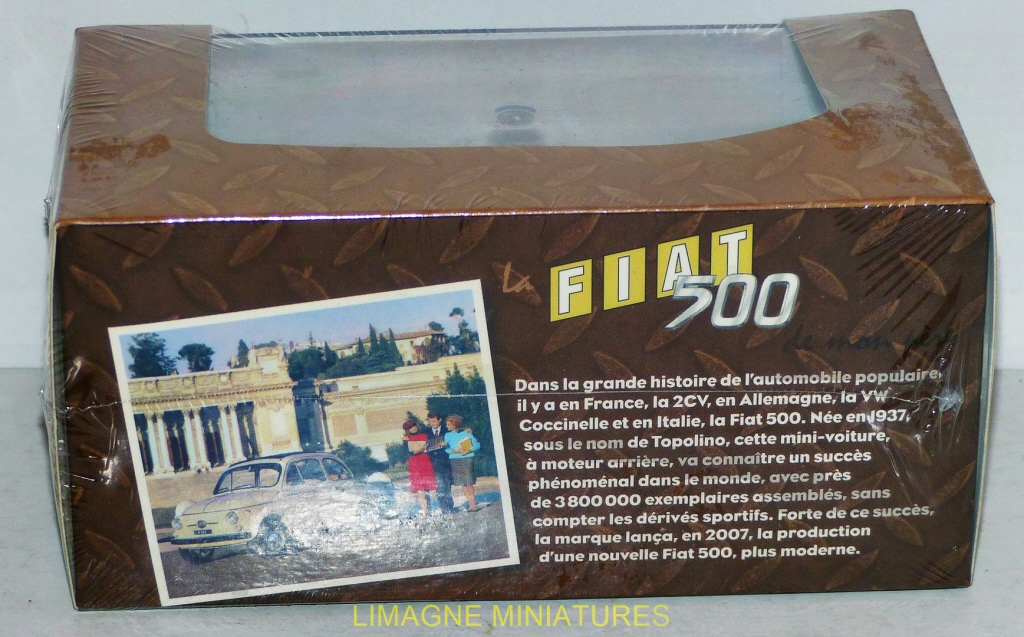 La FIAT
500
de mon père
Dans la grande histoire de l'automobile populaire,
il y a en France, la 2CV, en Allemagne, la VW
Coccinelle et en Italie, la Fiat 500. Née en 1937,
sous le nom de Topolino, cette mini-voiture,
à moteur arrière, va connaître un succès
phénoménal dans le monde, avec près
de 3 800 000 exemplaires assemblés, sans
compter les dérivés sportifs. Forte de ce succès,
la marque lança, en 2007, la production
d'une nouvelle Fiat 500, plus moderne.
LIMAGNE MINIATURES